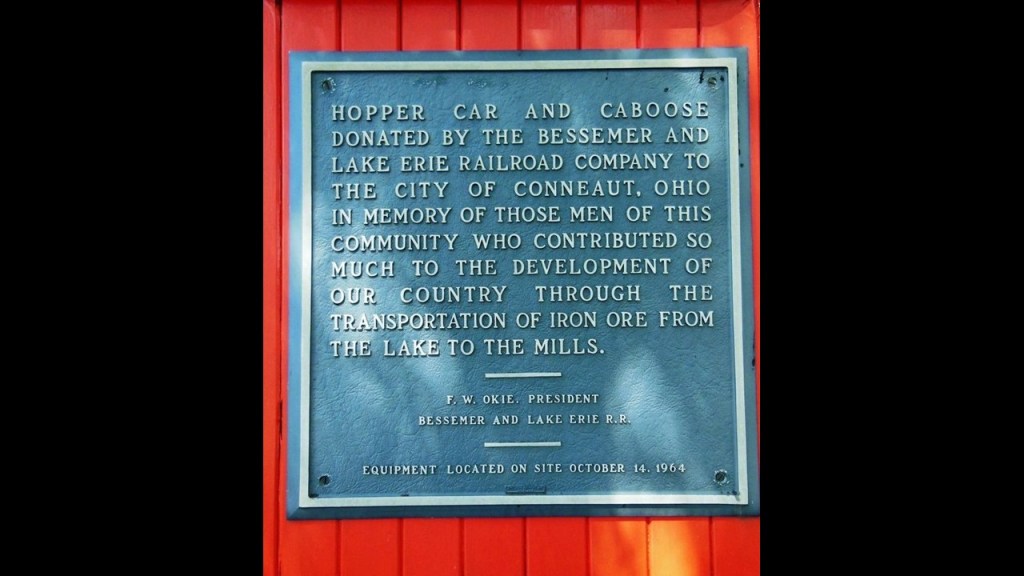 HOPPER CAR AND CABOOSE
DONATED BY THE BESSEMER AND
LAKE ERIE RAILROAD COMPANY TO
THE CITY OF CONNEAUT, OHIO
IN MEMORY OF THOSE MEN OF THIS
COMMUNITY WHO CONTRIBUTED SO
MUCH TO THE DEVELOPMENT OF
OUR COUNTRY THROUGH THE
TRANSPORTATION OF IRON ORE FROM
THE LAKE TO THE MILLS.
F. W. OKIE, PRESIDENT
BESSEMER AND LAKE ERIE R.R.
EQUIPMENT LOCATED ON SITE OCTOBER 14, 1964